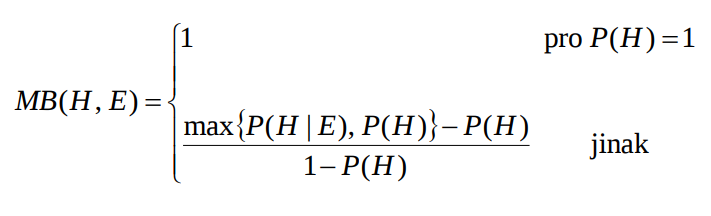 1 pro P(H)=1
MB(H, E)=
max{P(H | E), P(H)}−P(H)
1−P(H)
jinak